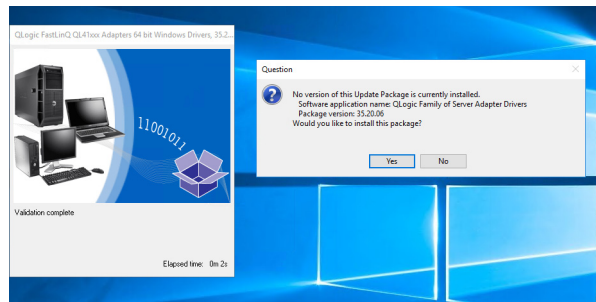 QLogic FastLinQ QL41xxx Adapters 64 bit Windows Drivers, 35.2...
11001011
Validation complete
Elapsed time: 0m 2s
Question
No version of this Update Package is currently installed.
Software application name: QLogic Family of Server Adapter Drivers
Package version: 35.20.06
Would you like to install this package?
Yes
No